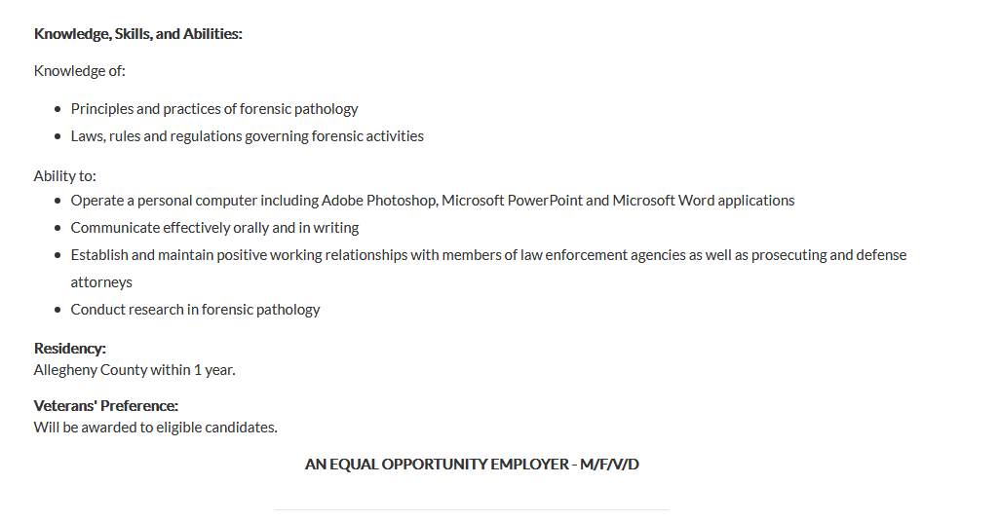 Knowledge, Skills, and Abilities:
Knowledge of:
• Principles and practices of forensic pathology
• Laws, rules and regulations governing forensic activities
Ability to:
• Operate a personal computer including Adobe Photoshop, Microsoft PowerPoint and Microsoft Word applications
• Communicate effectively orally and in writing
• Establish and maintain positive working relationships with members of law enforcement agencies as well as prosecuting and defense
attorneys
• Conduct research in forensic pathology
Residency:
Allegheny County within 1 year.
Veterans' Preference:
Will be awarded to eligible candidates.
AN EQUAL OPPORTUNITY EMPLOYER - M/F/V/D